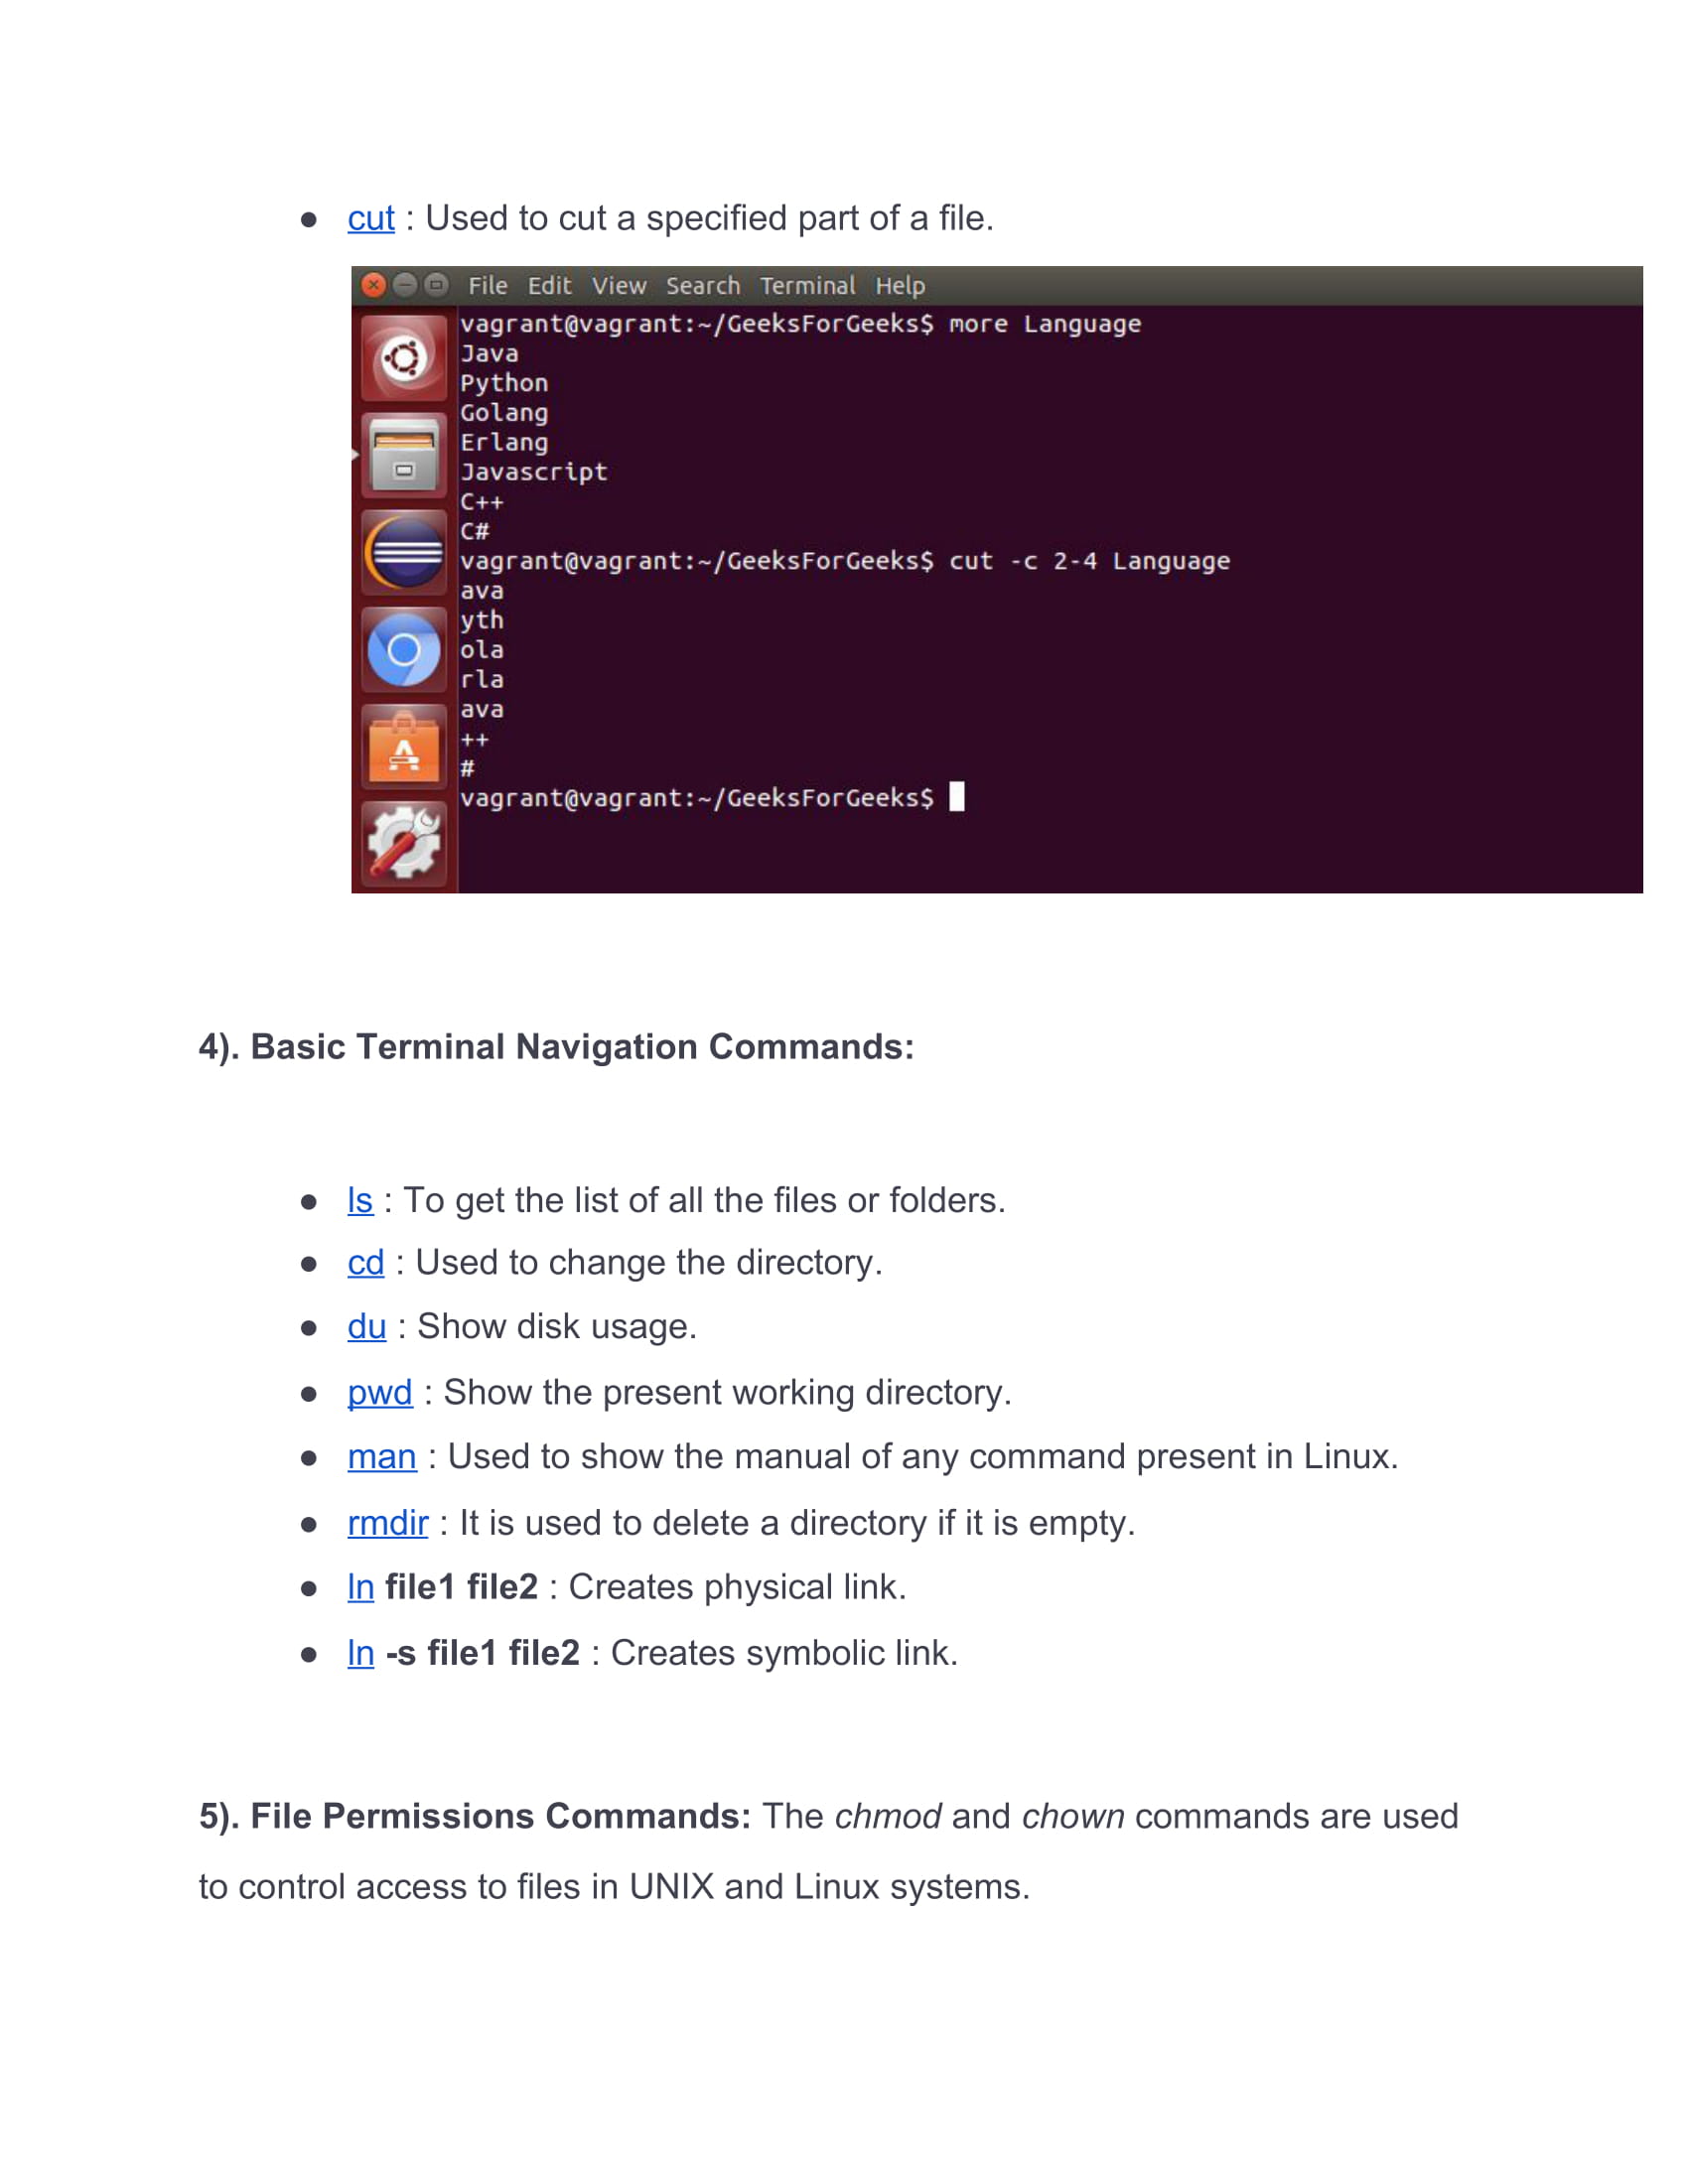 ● cut : Used to cut a specified part of a file.
File Edit View Search Terminal Help
vagrant@vagrant:~/GeeksForGeeks$ more Language
Java
Python
Golang
Erlang
Javascript
C++
C#
vagrant@vagrant:~/GeeksForGeeks$ cut -c 2-4 Language
ava
yth
ola
rla
ava
++
#
vagrant@vagrant:~/GeeksForGeeks$
4). Basic Terminal Navigation Commands:
● ls : To get the list of all the files or folders.
● cd : Used to change the directory.
● du : Show disk usage.
● pwd : Show the present working directory.
● man : Used to show the manual of any command present in Linux.
● rmdir : It is used to delete a directory if it is empty.
● ln file1 file2 : Creates physical link.
● ln -s file1 file2 : Creates symbolic link.
5). File Permissions Commands: The chmod and chown commands are used
to control access to files in UNIX and Linux systems.